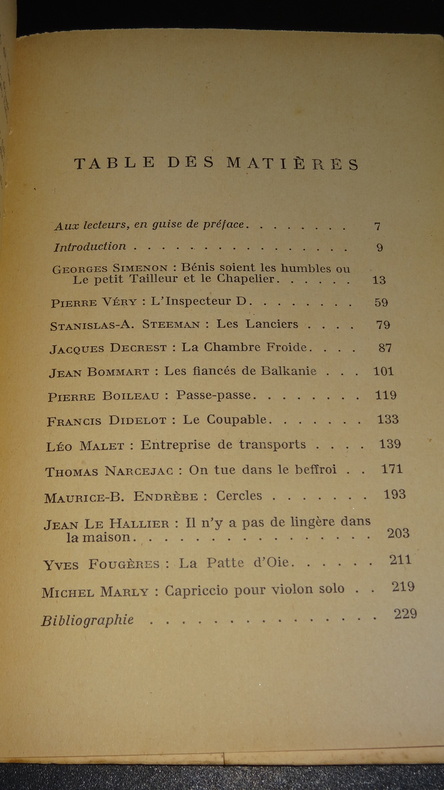 TABLE DES MATIÈRES
Aux lecteurs, en guise de préface. . . . . . . . 7
Introduction . . . . . . . . . . . . . . . . 9
GEORGES SIMENON : Bénis soient les humbles ou
Le petit Tailleur et le Chapelier. . . . . . 13
PIERRE VÉRY : L'Inspecteur D. . . . . . . . 59
STANISLAS-A. STEEMAN : Les Lanciers . . . . 79
JACQUES DECREST : La Chambre Froide. . . . 87
JEAN BOMMART : Les fiancés de Balkanie . . . 101
PIERRE BOILEAU : Passe-passe. . . . . . . . 119
FRANCIS DIDELOT : Le Coupable. . . . . . . 133
LÉO MALET : Entreprise de transports . . . . 139
THOMAS NARCEJAC : On tue dans le beffroi . . 171
MAURICE-B. ENDRÈBE : Cercles . . . . . . . 193
JEAN LE HALLIER : Il n'y a pas de lingère dans
la maison. . . . . . . . . . . . . . . 203
YVES FOUGÈRES : La Patte d'Oie. . . . . . 211
MICHEL MARLY : Capriccio pour violon solo . . 219
Bibliographie . . . . . . . . . . . . . . 229